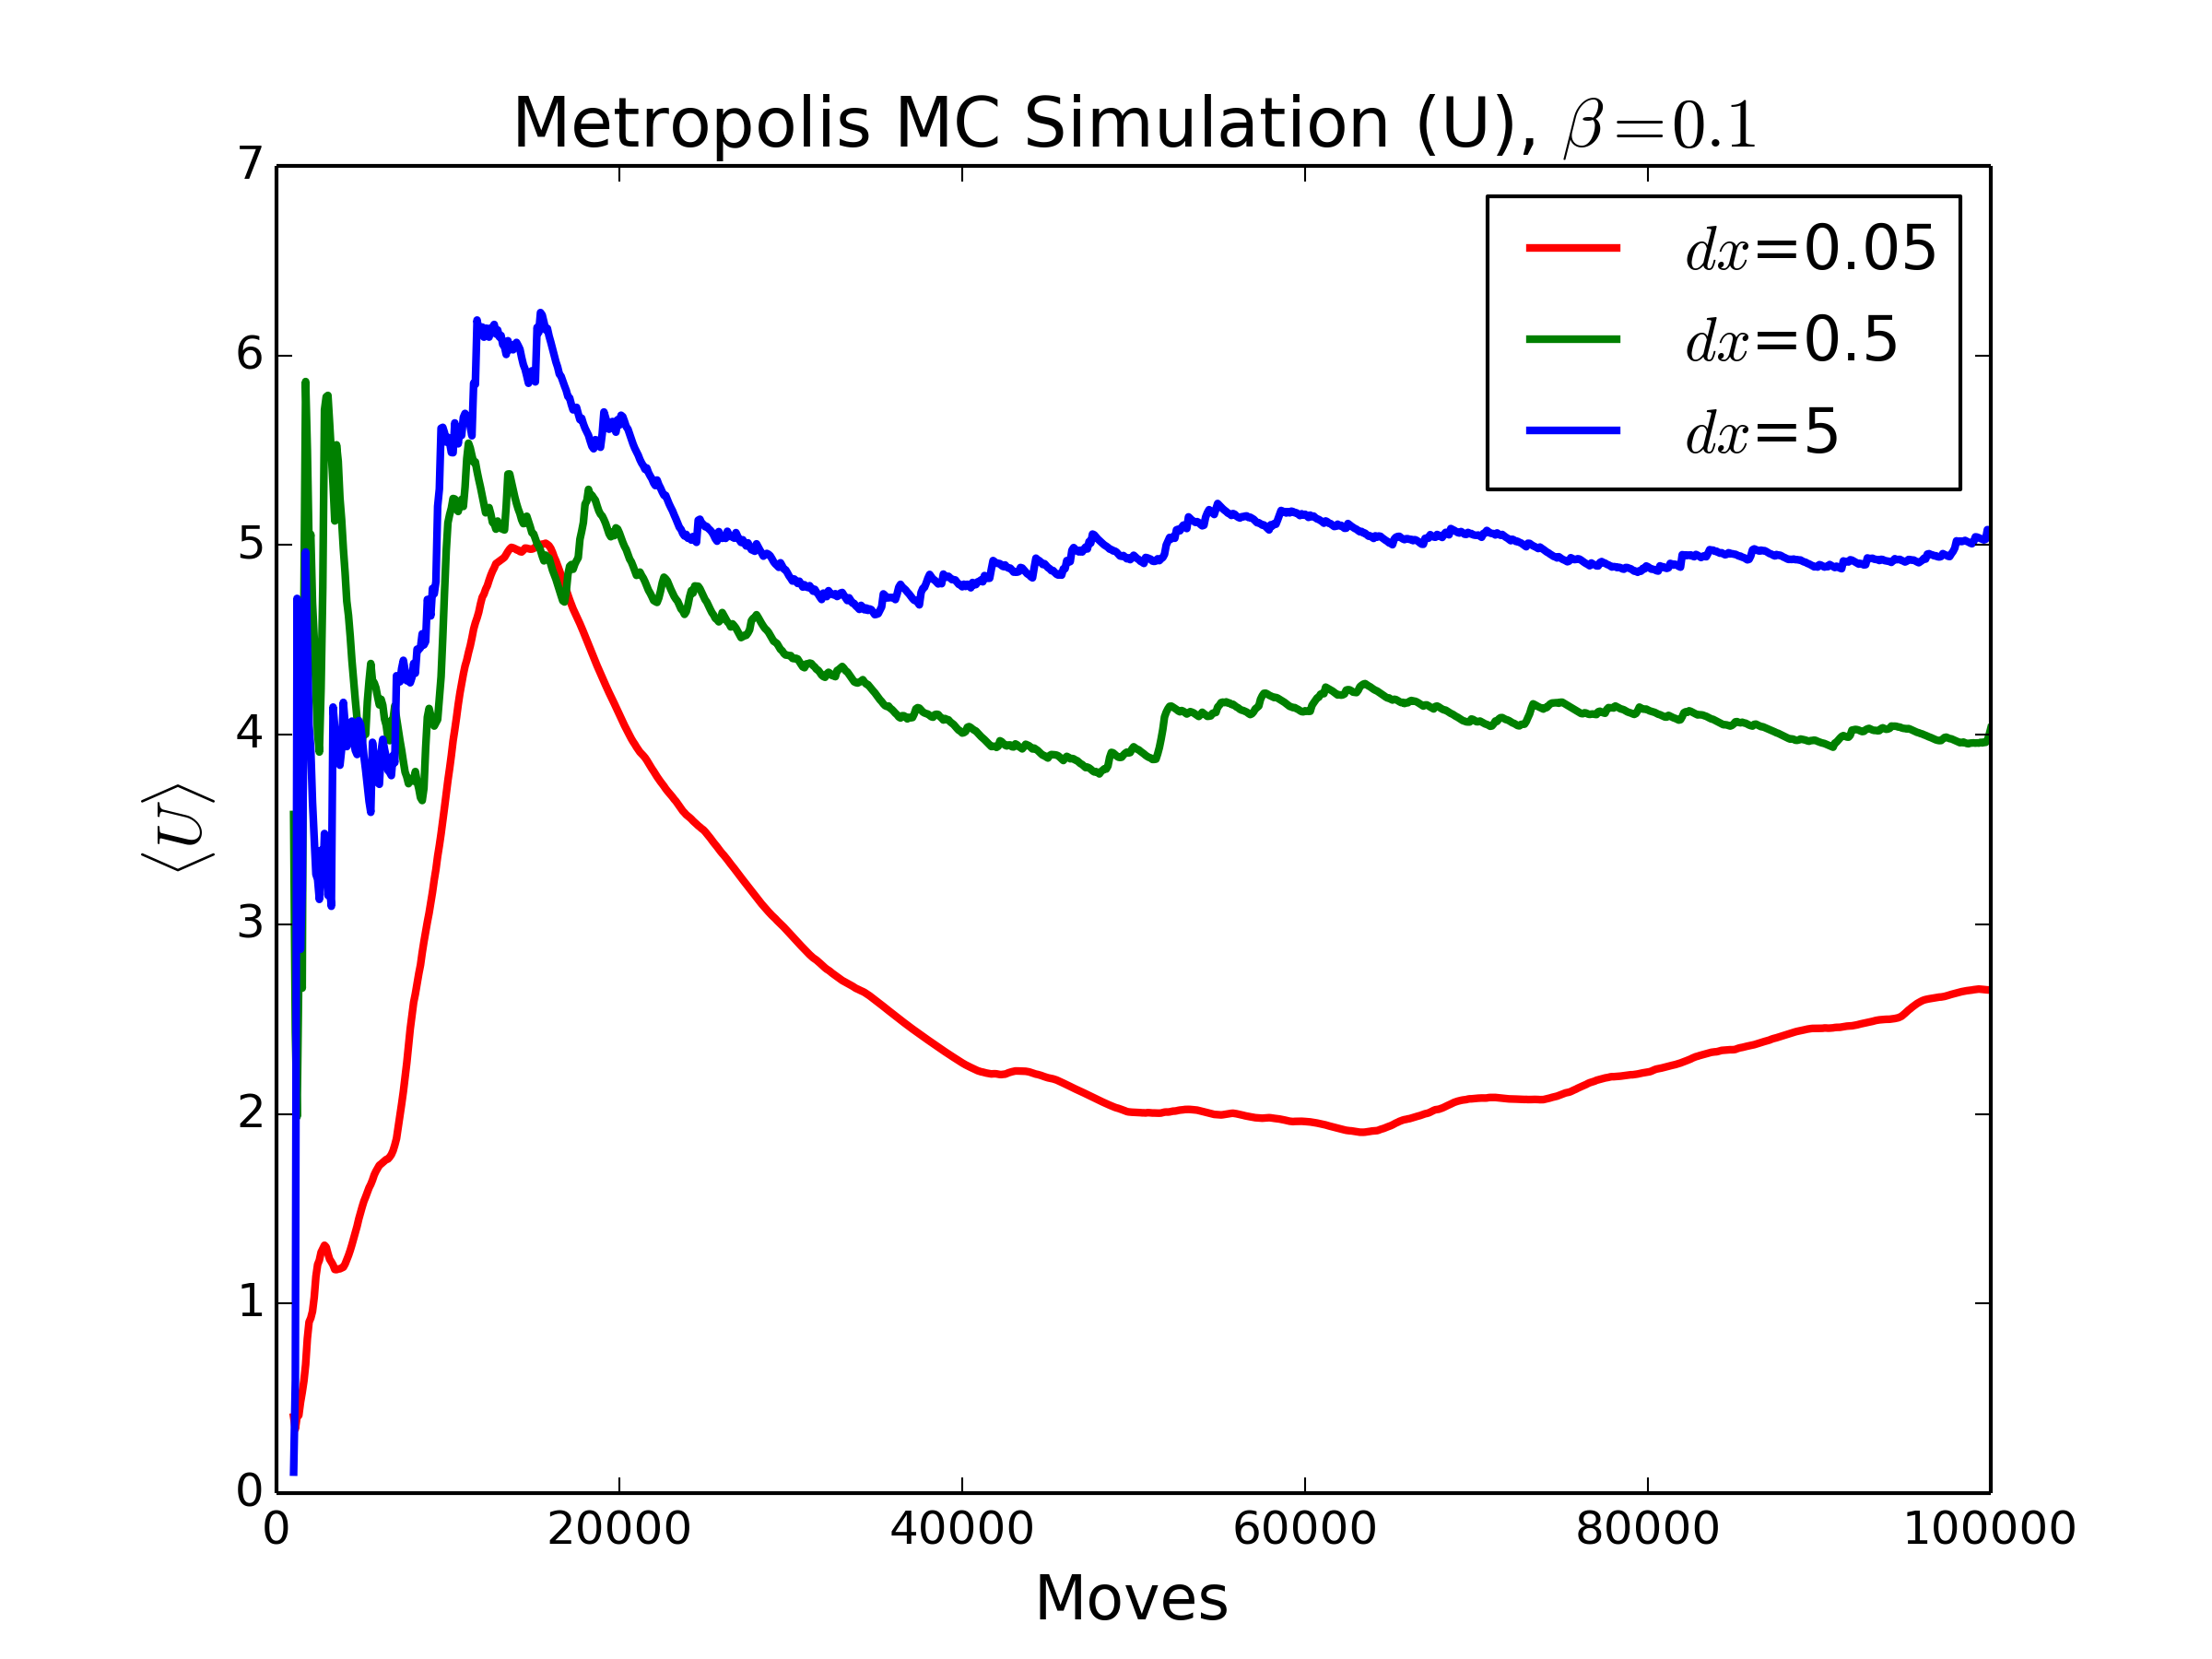 Metropolis MC Simulation (U), β=0.1
7
6
5
4
3
2
1
0
⟨U⟩
dx=0.05
dx=0.5
dx=5
0 20000 40000 60000 80000 100000
Moves